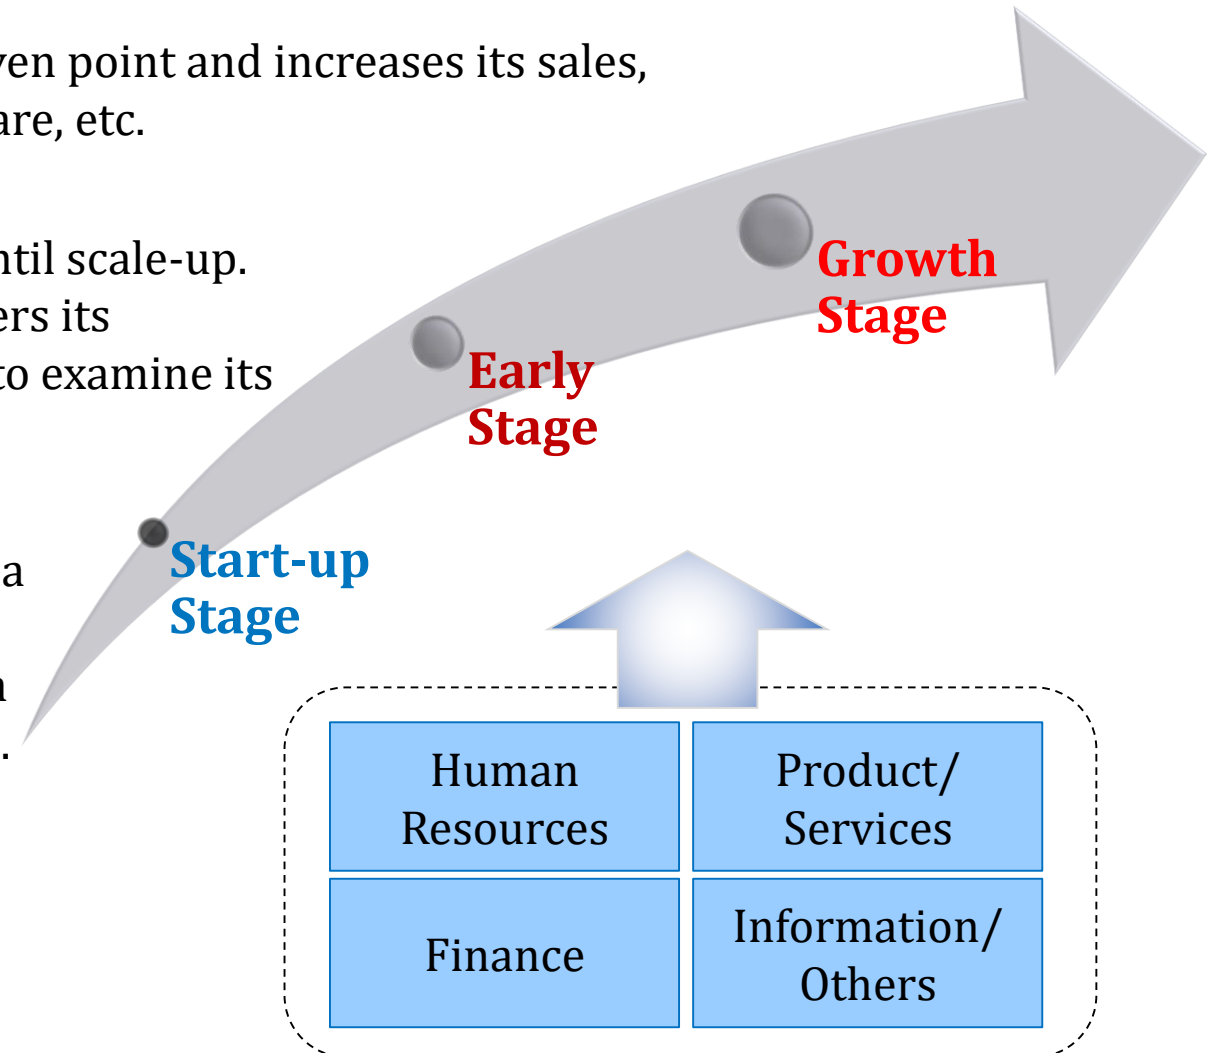 ven point and increases its sales,
are, etc.
ntil scale-up.
ers its
to examine its
Growth
Stage
Early
Stage
a
n
.
Start-up
Stage
Human
Resources
Product/
Services
Finance
Information/
Others